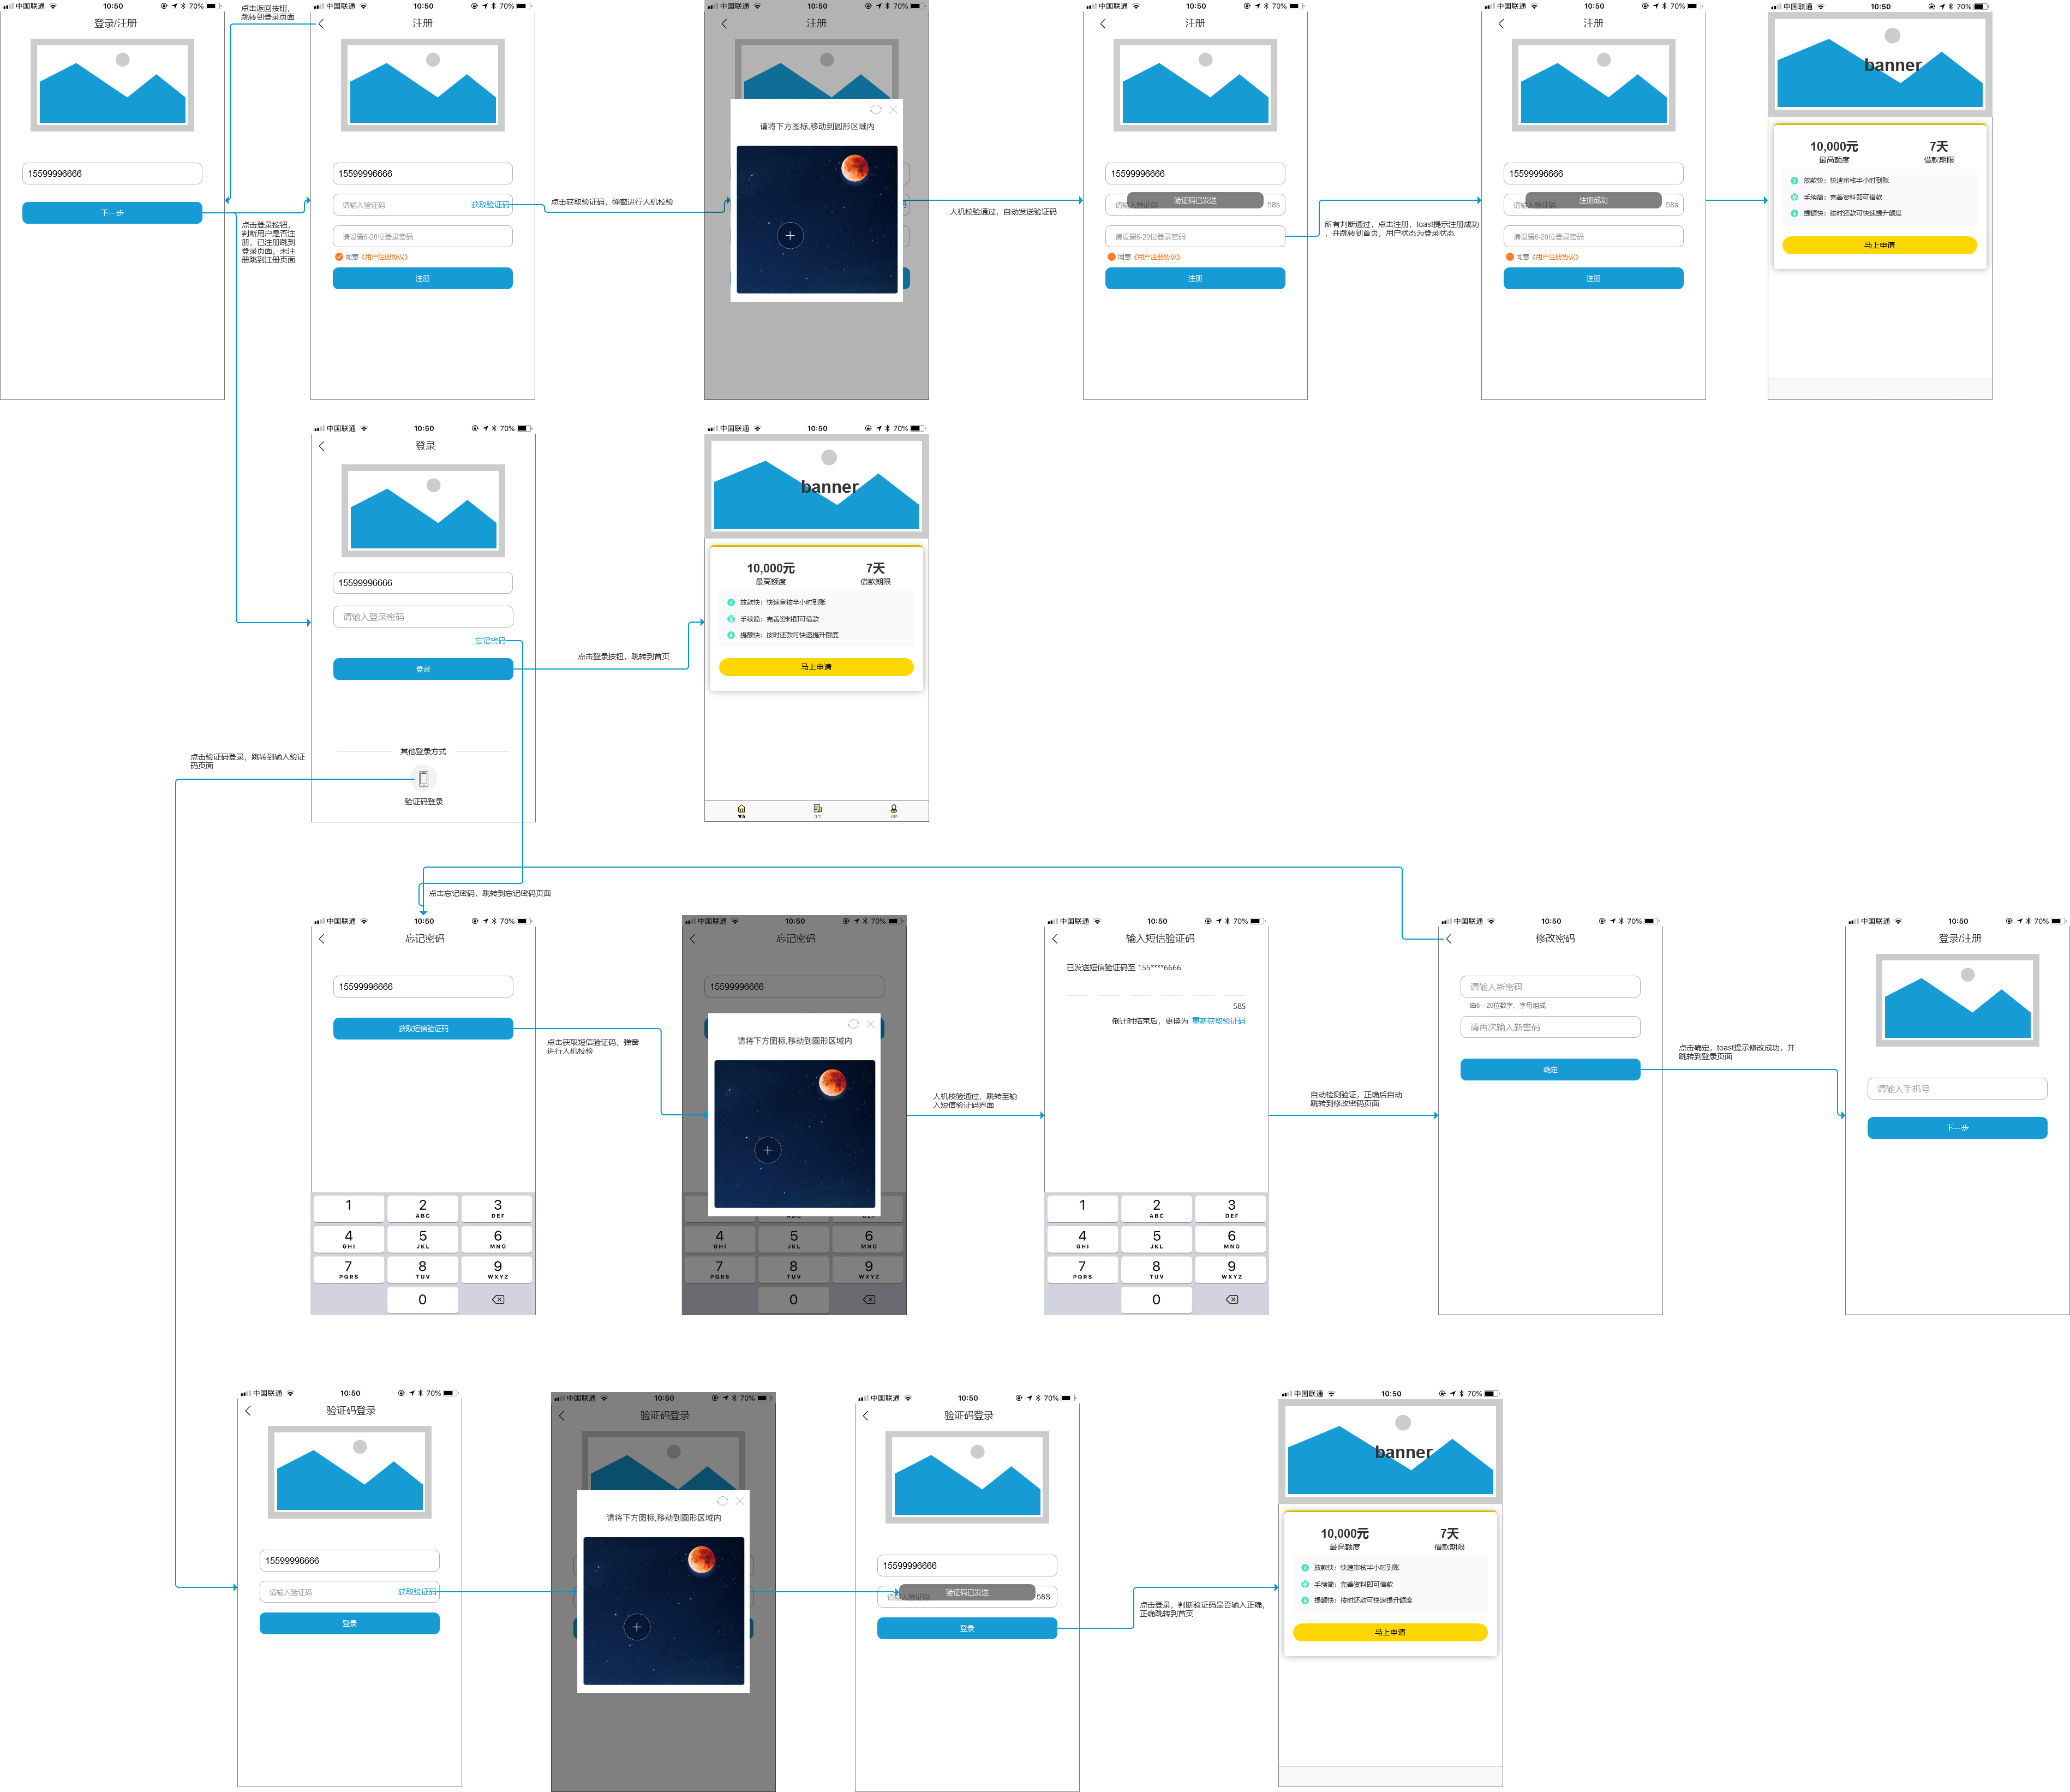 中国联通 10:50 70%
登录/注册
15599996666
下一步
点击返回按钮,
跳转到登录页面
点击登录按钮,
判断用户是否注
册，已注册跳到
登录页面，未注
册跳到注册页面
中国联通 10:50 70%
注册
15599996666
请输入验证码 获取验证码
请设置6-20位登录密码
同意《用户注册协议》
注册
点击获取验证码，弹窗进行人机校验
中国联通 10:50 70%
注册
请将下方图标,移动到圆形区域内
人机校验通过，自动发送验证码
中国联通 10:50 70%
注册
15599996666
请输入验证码 验证码已发送 58s
请设置6-20位登录密码
同意《用户注册协议》
注册
所有判断通过，点击注册，toast提示注册成功
，并跳转到首页，用户状态为登录状态
中国联通 10:50 70%
注册
15599996666
请输入验证码 注册成功 58s
请设置6-20位登录密码
同意《用户注册协议》
注册
中国联通 10:50 70%
banner
10,000元 7天
最高额度 借款期限
放款快：快速审核半小时到账
手续简：完善资料即可借款
提额快：按时还款可快速提升额度
马上申请
中国联通 10:50 70%
登录
15599996666
请输入登录密码
忘记密码
登录
其他登录方式
验证码登录
点击登录按钮，跳转到首页
中国联通 10:50 70%
banner
10,000元 7天
最高额度 借款期限
放款快：快速审核半小时到账
手续简：完善资料即可借款
提额快：按时还款可快速提升额度
马上申请
点击验证码登录，跳转到输入验证
码页面
点击忘记密码，跳转到忘记密码页面
中国联通 10:50 70%
忘记密码
15599996666
获取短信验证码
1 2 3
ABC DEF
4 5 6
GHI JKL MNO
7 8 9
PQRS TUV WXYZ
0
点击获取短信验证码，弹窗
进行人机校验
中国联通 10:50 70%
忘记密码
15599996666
请将下方图标,移动到圆形区域内
4 5 6
GHI JKL MNO
7 8 9
PQRS TUV WXYZ
0
人机校验通过，跳转至输
入短信验证码界面
中国联通 10:50 70%
输入短信验证码
已发送短信验证码至 155****6666
58S
倒计时结束后，更换为 重新获取验证码
1 2 3
ABC DEF
4 5 6
GHI JKL MNO
7 8 9
PQRS TUV WXYZ
0
自动检测验证，正确后自动
跳转到修改密码页面
中国联通 10:50 70%
修改密码
请输入新密码
由6—20位数字、字母组成
请再次输入新密码
确定
点击确定，toast提示修改成功，并
跳转到登录页面
中国联通 10:50 70%
登录/注册
请输入手机号
下一步
中国联通 10:50 70%
验证码登录
15599996666
请输入验证码 获取验证码
登录
中国联通 10:50 70%
验证码登录
请将下方图标,移动到圆形区域内
中国联通 10:50 70%
验证码登录
15599996666
请输入验证码 验证码已发送 58S
登录
点击登录，判断验证码是否输入正确，
正确跳转到首页
中国联通 10:50 70%
banner
10,000元 7天
最高额度 借款期限
放款快：快速审核半小时到账
手续简：完善资料即可借款
提额快：按时还款可快速提升额度
马上申请